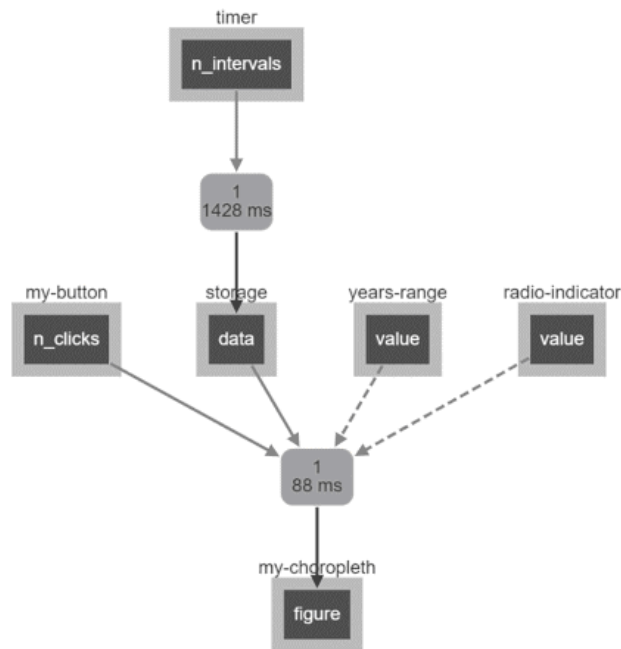 timer
n_intervals
1
1428 ms
my-button
storage
years-range
radio-indicator
n_clicks
data
value
value
1
88 ms
my-choropleth
figure